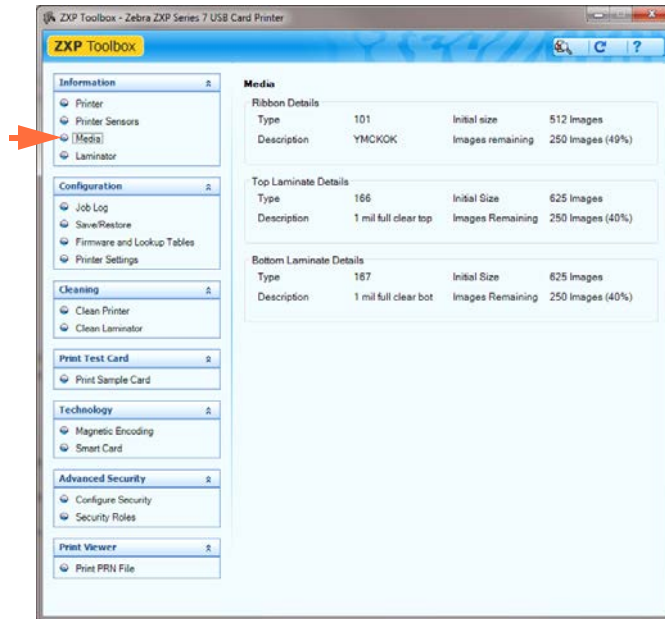 ZXP Toolbox - Zebra ZXP Series 7 USB Card Printer
ZXP Toolbox
?
Information
Printer
Printer Sensors
Media
Laminator
Configuration
Job Log
Save/Restore
Firmware and Lookup Tables
Printer Settings
Cleaning
Clean Printer
Clean Laminator
Print Test Card
Print Sample Card
Technology
Magnetic Encoding
Smart Card
Advanced Security
Configure Security
Security Roles
Print Viewer
Print PRN File
Media
Ribbon Details
Type 101 Initial size 512 Images
Description YMCKOK Images remaining 250 Images (49%)
Top Laminate Details
Type 166 Initial Size 625 Images
Description 1 mil full clear top Images Remaining 250 Images (40%)
Bottom Laminate Details
Type 167 Initial Size 625 Images
Description 1 mil full clear bot Images Remaining 250 Images (40%)